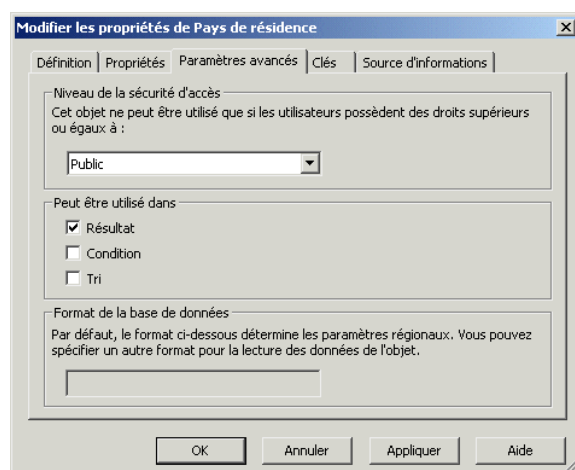 Modifier les propriétés de Pays de résidence
Définition Propriétés Paramètres avancés Clés Source d'informations
Niveau de la sécurité d'accès
Cet objet ne peut être utilisé que si les utilisateurs possèdent des droits supérieurs
ou égaux à :
Public
Peut être utilisé dans
Résultat
Condition
Tri
Format de la base de données
Par défaut, le format ci-dessous détermine les paramètres régionaux. Vous pouvez
spécifier un autre format pour la lecture des données de l'objet.
OK Annuler Appliquer Aide